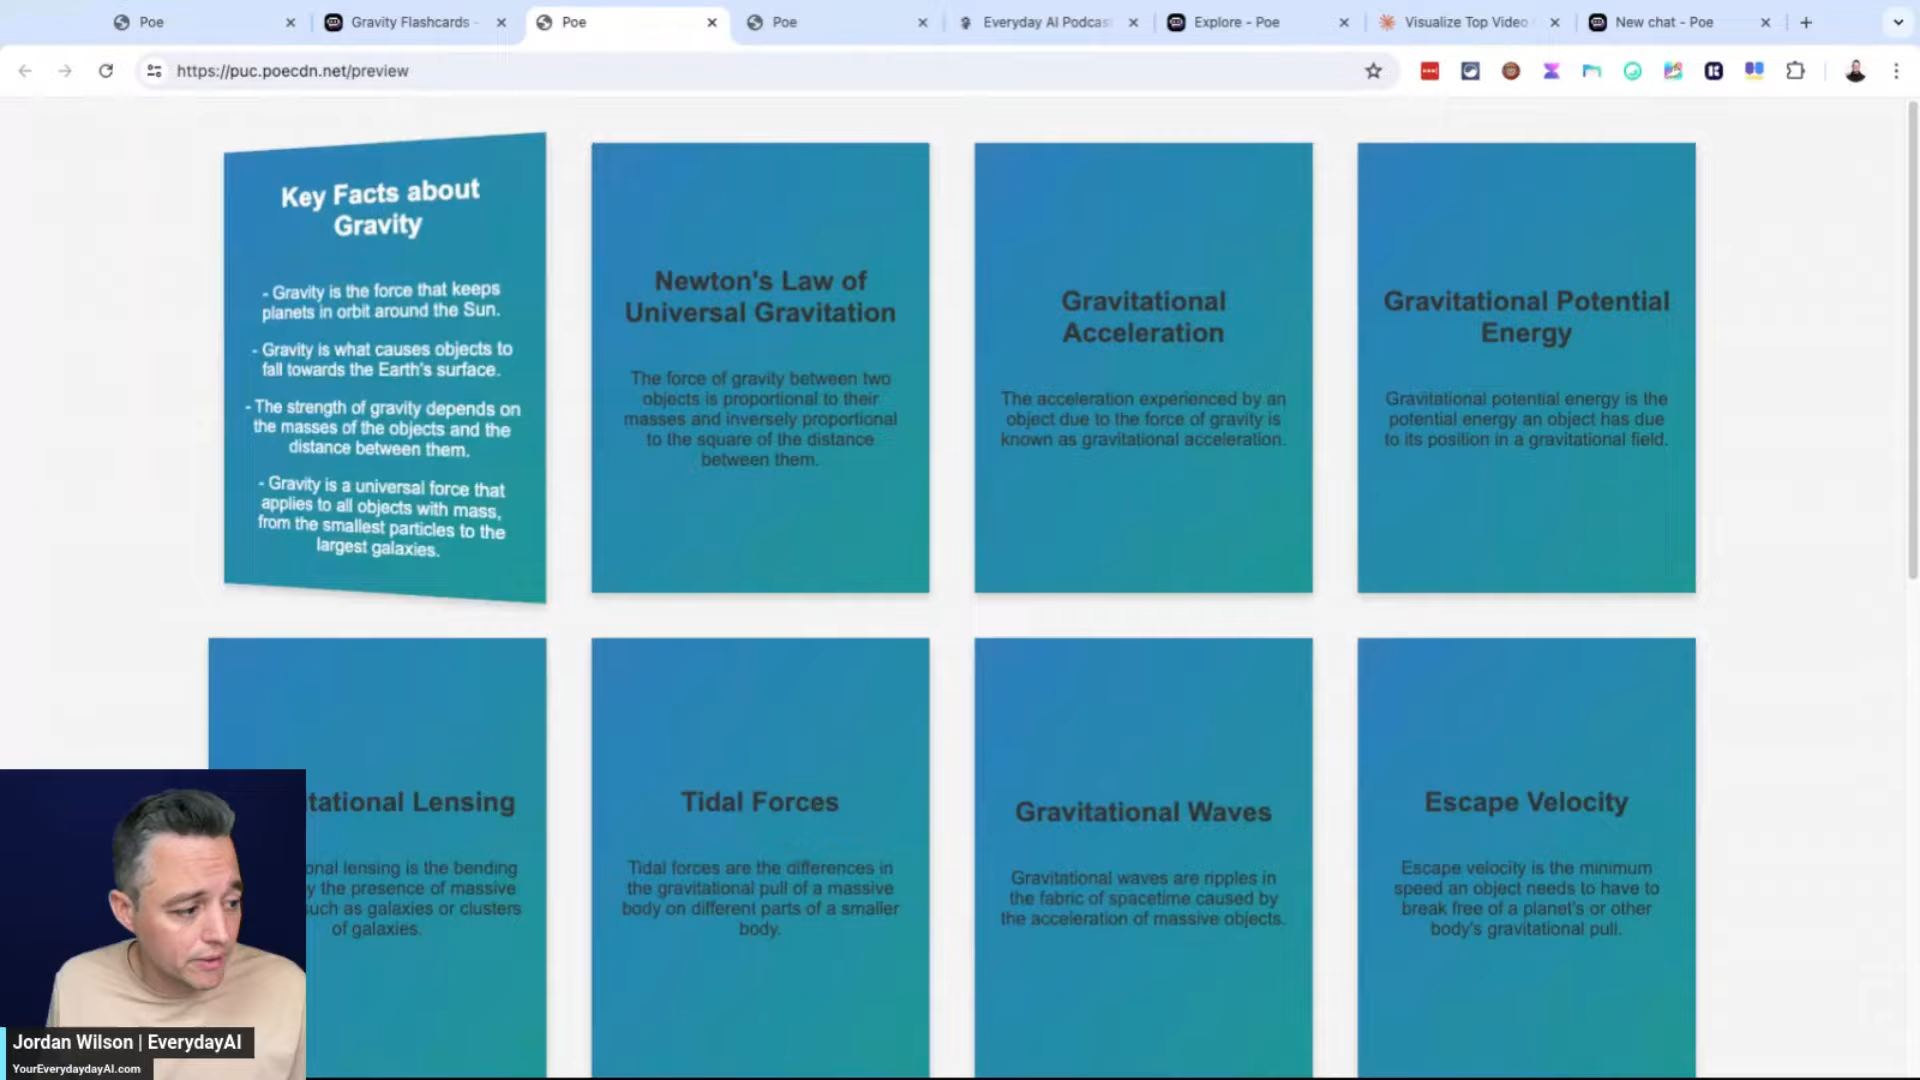 Poe
Gravity Flashcards -
Poe
Poe
Everyday AI Podcas
Explore - Poe
Visualize Top Video
New chat - Poe
https://puc.poecdn.net/preview
Key Facts about
Gravity
- Gravity is the force that keeps
planets in orbit around the Sun.
- Gravity is what causes objects to
fall towards the Earth's surface.
- The strength of gravity depends on
the masses of the objects and the
distance between them.
- Gravity is a universal force that
applies to all objects with mass,
from the smallest particles to the
largest galaxies.
Newton's Law of
Universal Gravitation
The force of gravity between two
objects is proportional to their
masses and inversely proportional
to the square of the distance
between them.
Gravitational
Acceleration
The acceleration experienced by an
object due to the force of gravity is
known as gravitational acceleration.
Gravitational Potential
Energy
Gravitational potential energy is the
potential energy an object has due
to its position in a gravitational field.
tational Lensing
onal lensing is the bending
y the presence of massive
such as galaxies or clusters
of galaxies.
Tidal Forces
Tidal forces are the differences in
the gravitational pull of a massive
body on different parts of a smaller
body.
Gravitational Waves
Gravitational waves are ripples in
the fabric of spacetime caused by
the acceleration of massive objects.
Escape Velocity
Escape velocity is the minimum
speed an object needs to have to
break free of a planet's or other
body's gravitational pull.
Jordan Wilson | EverydayAI
YourEverydaydayAI.com